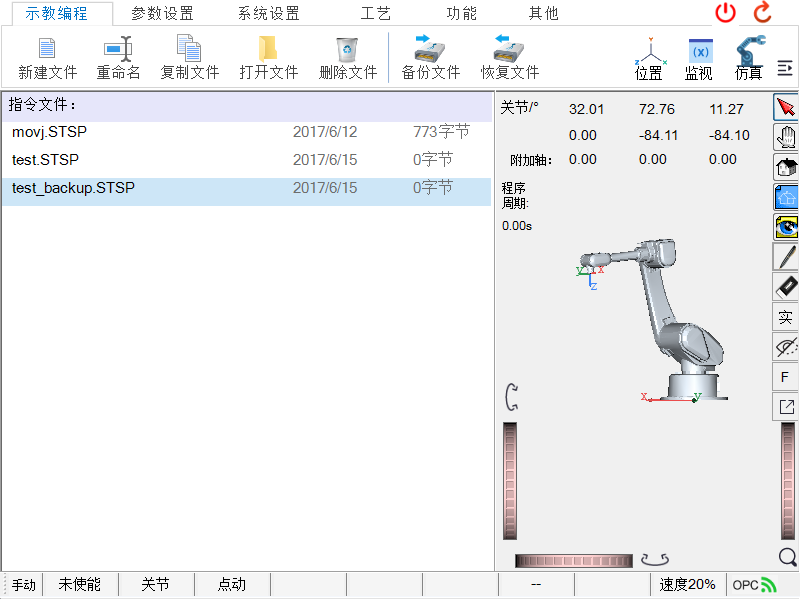 示教编程 参数设置 系统设置 工艺 功能 其他
新建文件 重命名 复制文件 打开文件 删除文件 备份文件 恢复文件 位置 (x) 监视 仿真
指令文件：
movj.STSP 2017/6/12 773字节
test.STSP 2017/6/15 0字节
test_backup.STSP 2017/6/15 0字节
关节/° 32.01 72.76 11.27
0.00 -84.11 -84.10
附加轴： 0.00 0.00 0.00
程序
周期:
0.00s
y x
z
x y
实
F
手动 未使能 关节 点动 -- 速度20% OPC